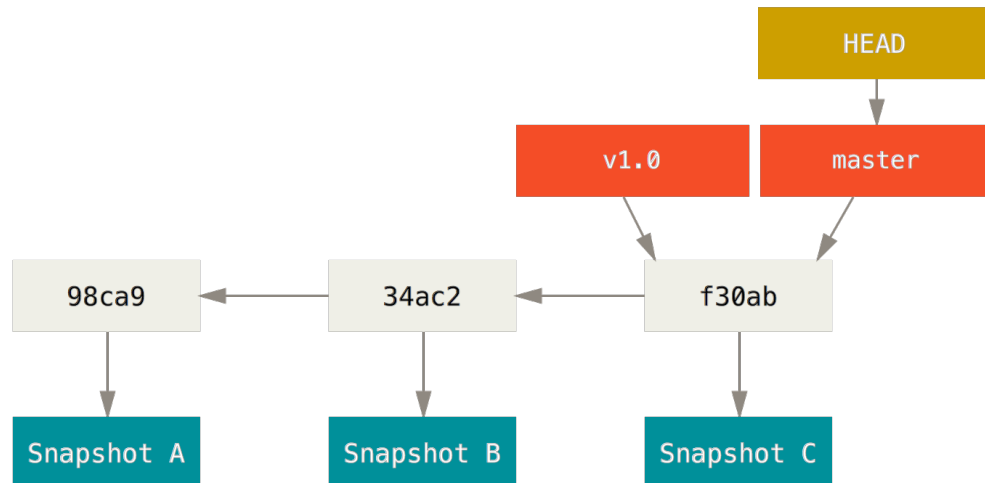 HEAD
v1.0
master
98ca9
34ac2
f30ab
Snapshot A
Snapshot B
Snapshot C